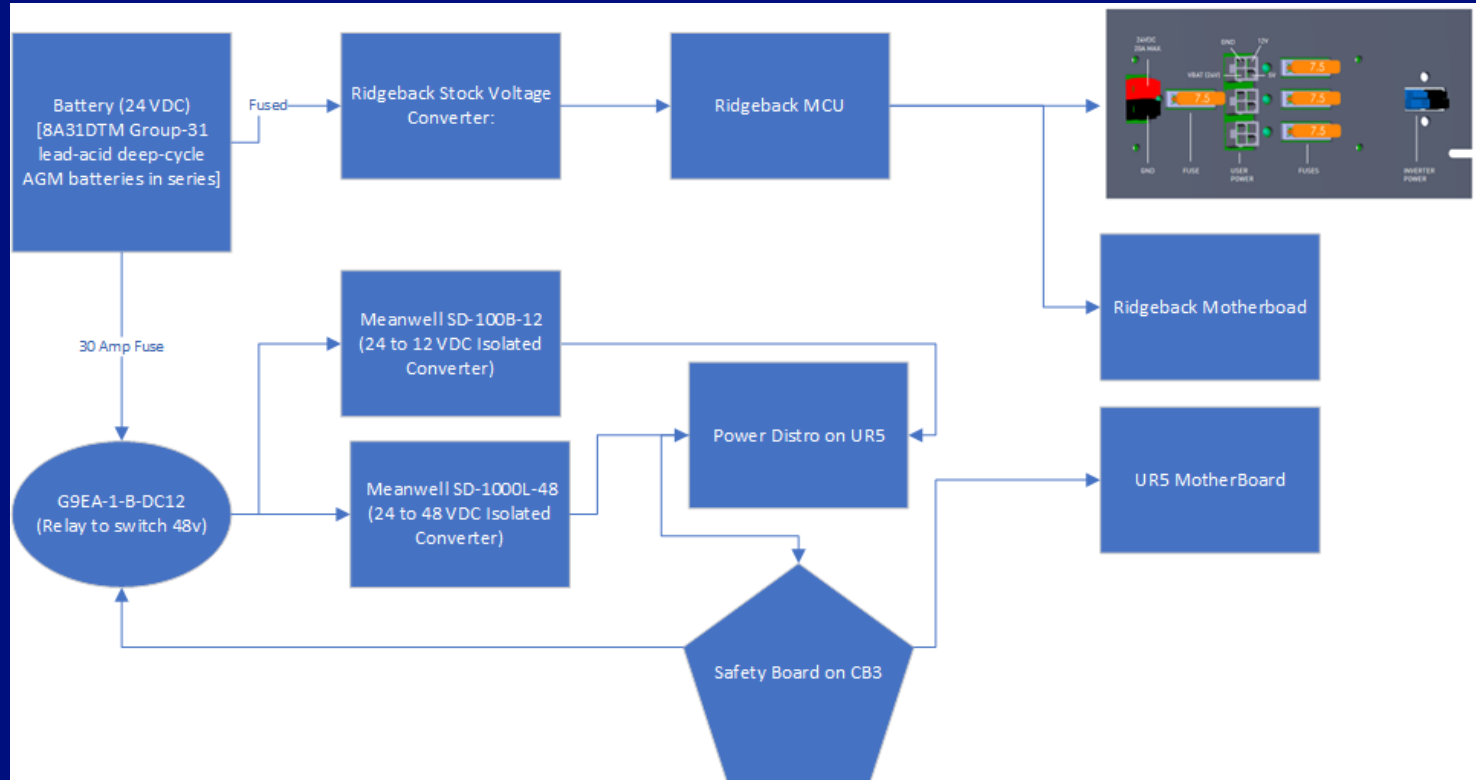 Battery (24 VDC)
[8A31DTM Group-31
lead-acid deep-cycle
AGM batteries in series]
Fused
Ridgeback Stock Voltage
Converter:
Ridgeback MCU
24VDC
20A MAX
GND
12V
VBAT (24V)
5V
7.5
7.5
7.5
7.5
GND
FUSE
USER
POWER
FUSES
INVERTER
POWER
30 Amp Fuse
Meanwell SD-100B-12
(24 to 12 VDC Isolated
Converter)
Ridgeback Motherboad
Power Distro on UR5
G9EA-1-B-DC12
(Relay to switch 48v)
Meanwell SD-1000L-48
(24 to 48 VDC Isolated
Converter)
UR5 MotherBoard
Safety Board on CB3